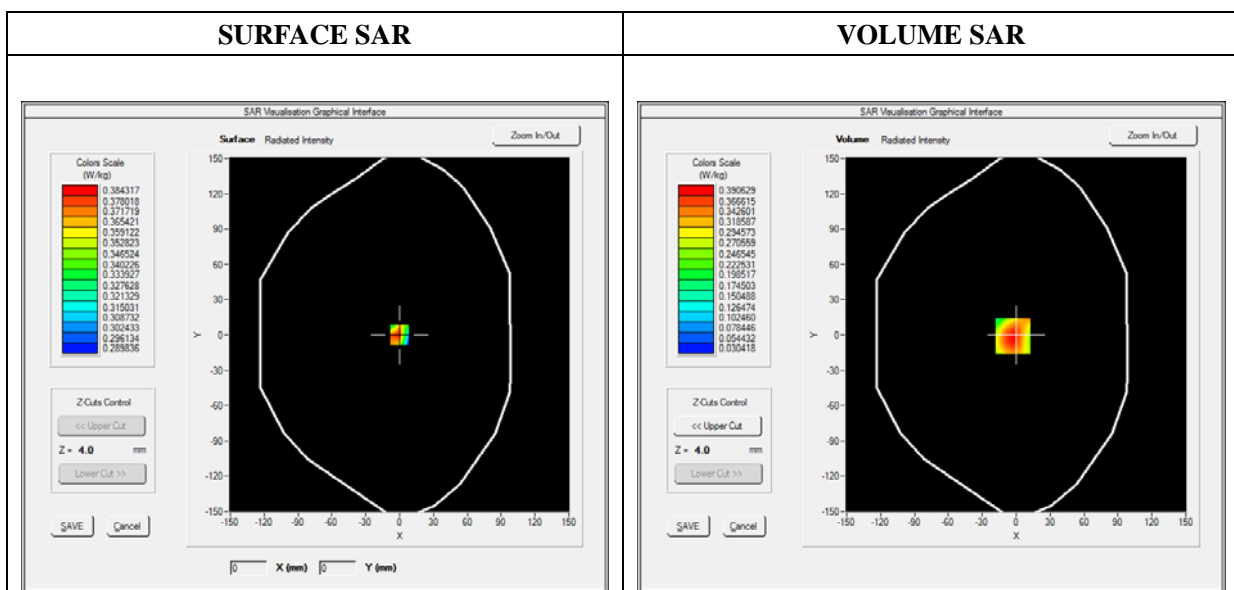 SURFACE SAR
VOLUME SAR
SAR Visualisation Graphical Interface
Surface Radiated Intensity
Zoom In/Out
Colors Scale
(W/kg)
0.384317
0.378018
0.371719
0.365421
0.359122
0.352823
0.346524
0.340226
0.333927
0.327628
0.321329
0.315031
0.308732
0.302433
0.296134
0.289836
Z-Cuts Control
<< Upper Cut
Z = 4.0 mm
Lower Cut >>
SAVE Cancel
150
120
90
60
30
0
-30
-60
-90
-120
-150
Y
-150 -120 -90 -60 -30 0 30 60 90 120 150
X
0 X (mm) 0 Y (mm)
SAR Visualisation Graphical Interface
Volume Radiated Intensity
Zoom In/Out
Colors Scale
(W/kg)
0.390629
0.366615
0.342601
0.318587
0.294573
0.270559
0.246545
0.222531
0.198517
0.174503
0.150488
0.126474
0.102460
0.078446
0.054432
0.030418
Z-Cuts Control
<< Upper Cut
Z = 4.0 mm
Lower Cut >>
SAVE Cancel
150
120
90
60
30
0
-30
-60
-90
-120
-150
Y
-150 -120 -90 -60 -30 0 30 60 90 120 150
X